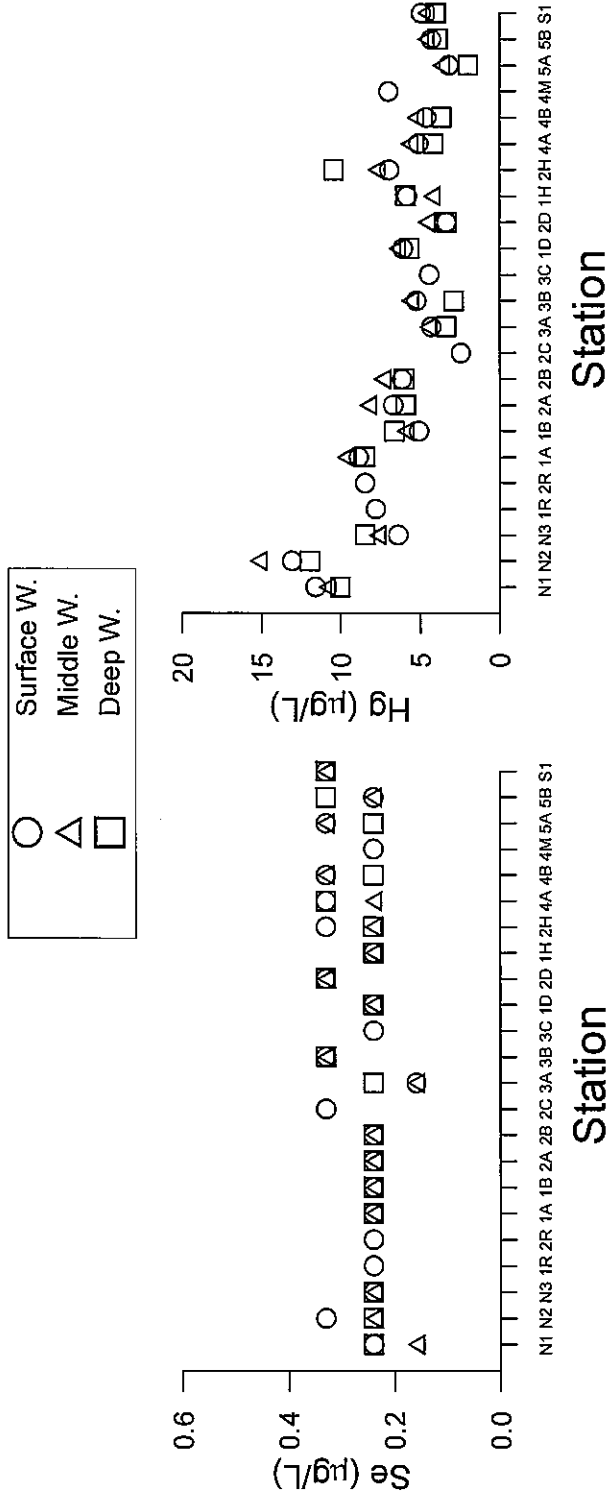 Surface W.
Middle W.
Deep W.
Se (μg/L)
0.6
0.4
0.2
0.0
N1 N2 N3 1R 2R 1A 1B 2A 2B 2C 3A 3B 3C 1D 2D 1H 2H 4A 4B 4M 5A 5B S1
Station
Hg (μg/L)
20
15
10
5
0
N1 N2 N3 1R 2R 1A 1B 2A 2B 2C 3A 3B 3C 1D 2D 1H 2H 4A 4B 4M 5A 5B S1
Station